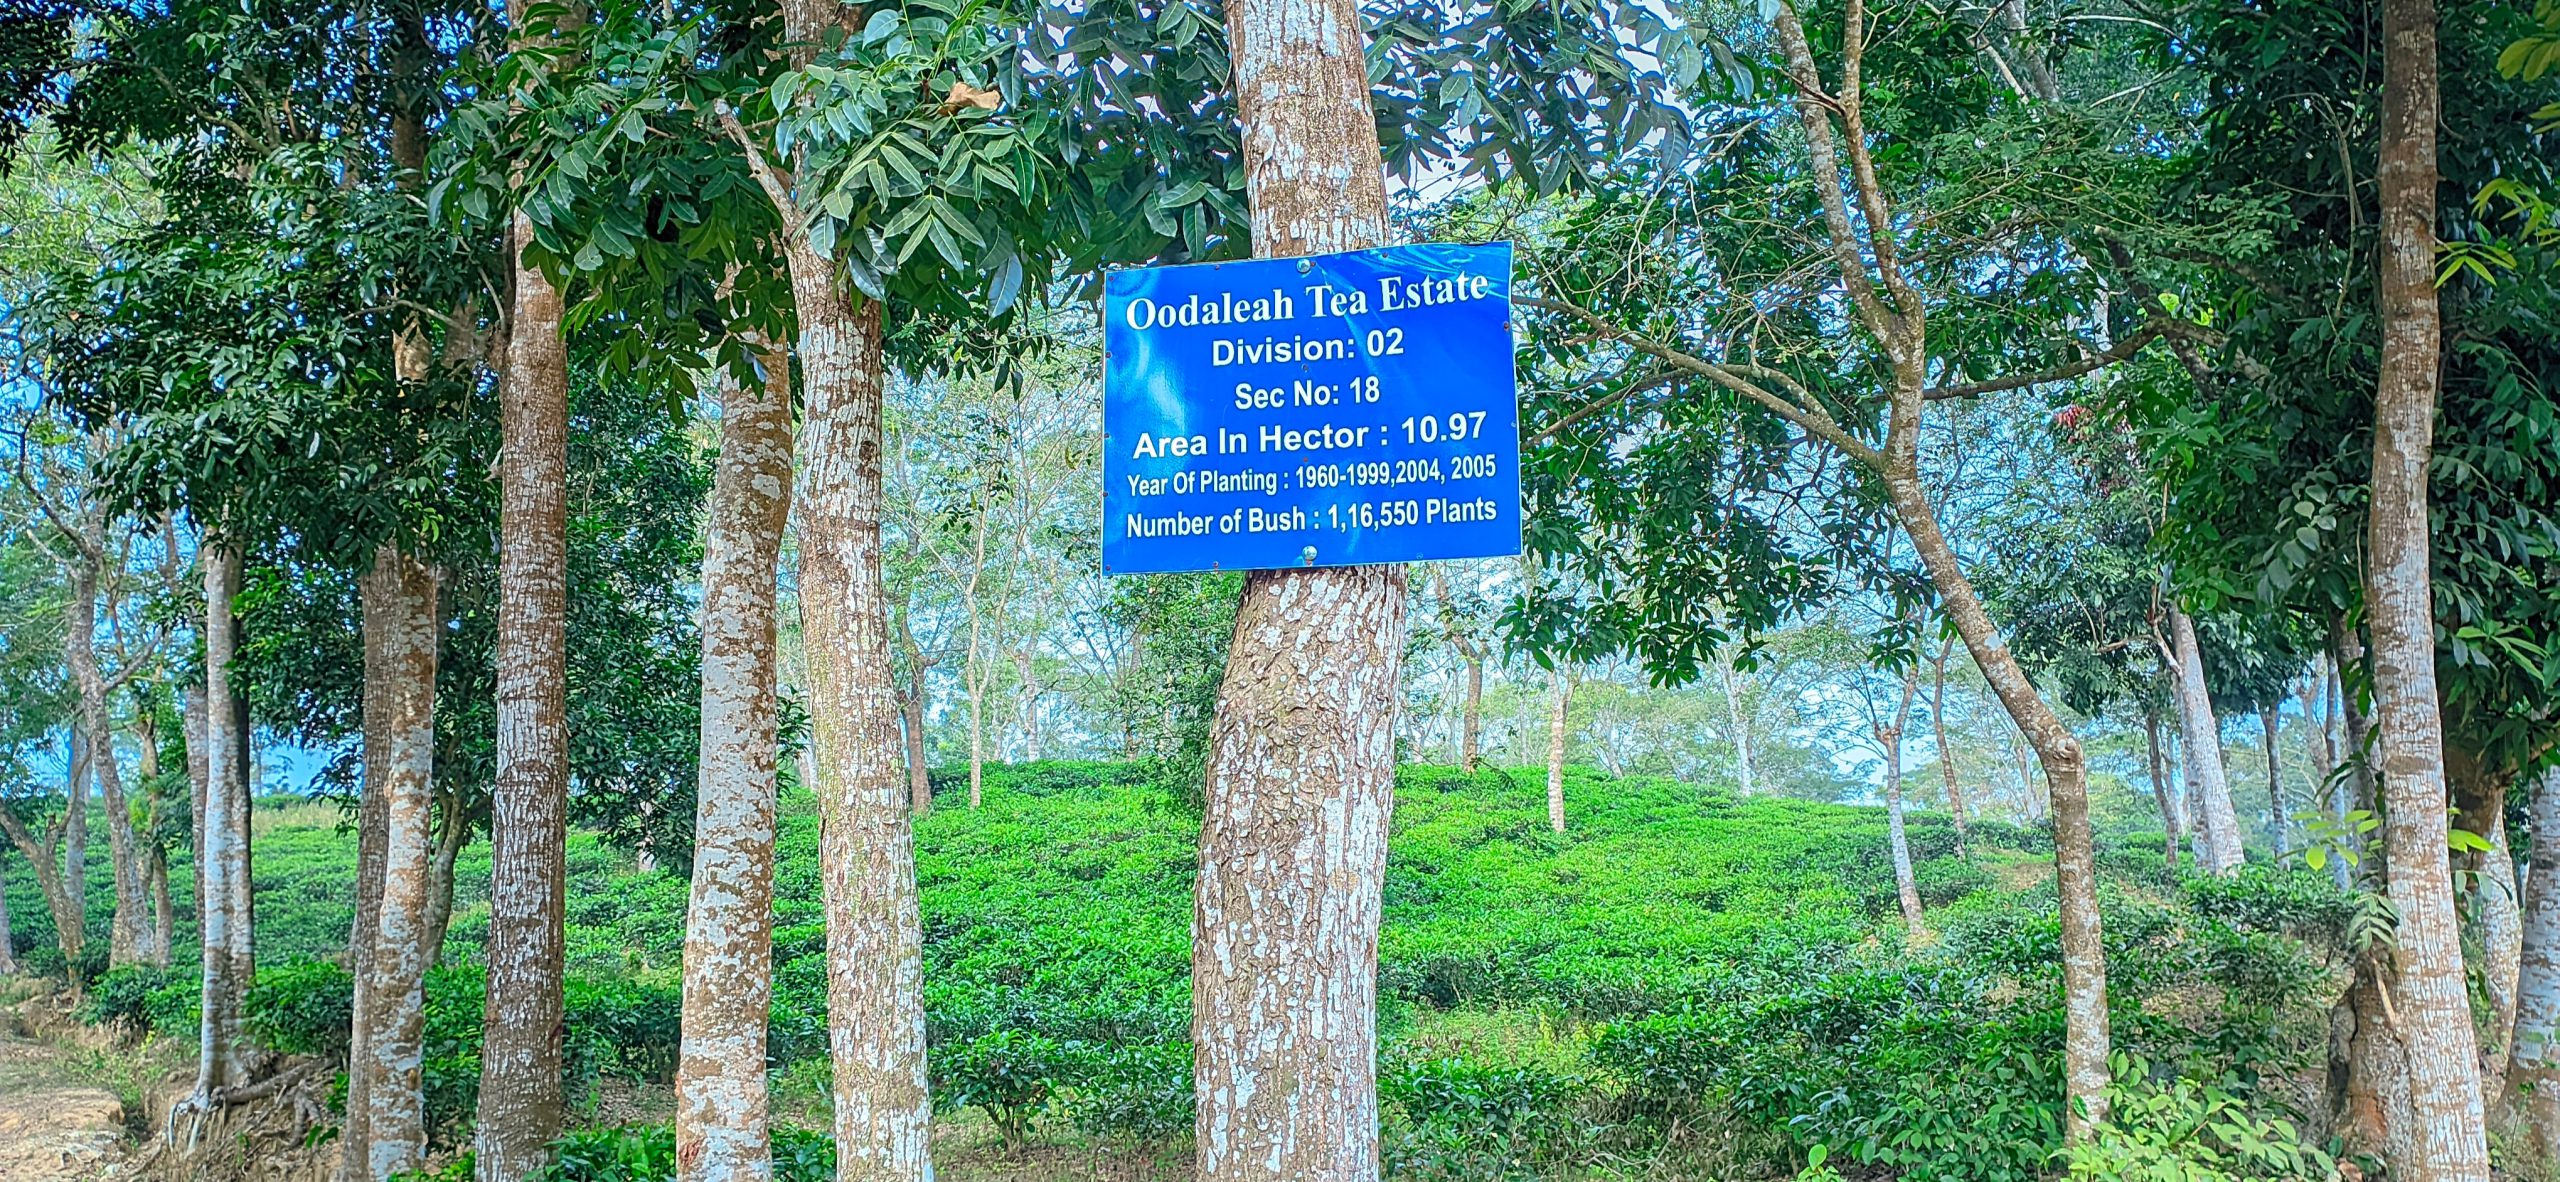 Oodaleah Tea Estate
Division: 02
Sec No: 18
Area In Hector : 10.97
Year Of Planting : 1960-1999,2004, 2005
Number of Bush : 1,16,550 Plants